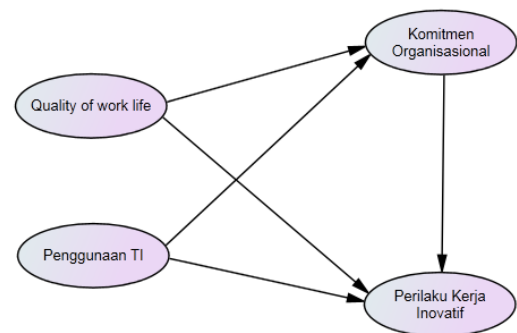 Komitmen
Organisasional
Quality of work life
Penggunaan TI
Perilaku Kerja
Inovatif